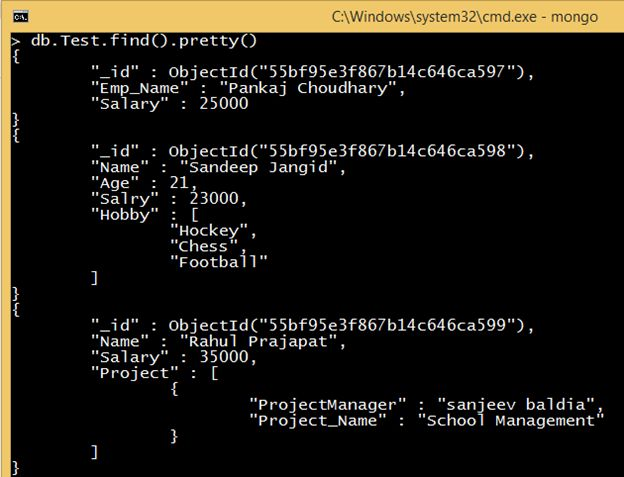 C:\Windows\system32\cmd.exe - mongo
> db.Test.find().pretty()
{
        "_id" : ObjectId("55bf95e3f867b14c646ca597"),
        "Emp_Name" : "Pankaj Choudhary",
        "Salary" : 25000
}
{
        "_id" : ObjectId("55bf95e3f867b14c646ca598"),
        "Name" : "Sandeep Jangid",
        "Age" : 21,
        "Salry" : 23000,
        "Hobby" : [
                "Hockey",
                "Chess",
                "Football"
        ]
}
{
        "_id" : ObjectId("55bf95e3f867b14c646ca599"),
        "Name" : "Rahul Prajapat",
        "Salary" : 35000,
        "Project" : [
                {
                        "ProjectManager" : "sanjeev baldia",
                        "Project_Name" : "School Management"
                }
        ]
}